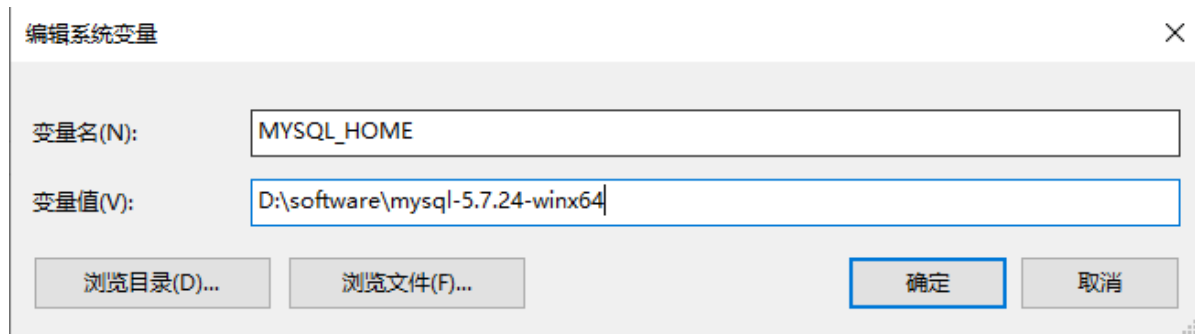 编辑系统变量
变量名(N): MYSQL_HOME
变量值(V): D:\software\mysql-5.7.24-winx64
浏览目录(D)... 浏览文件(F)... 确定 取消